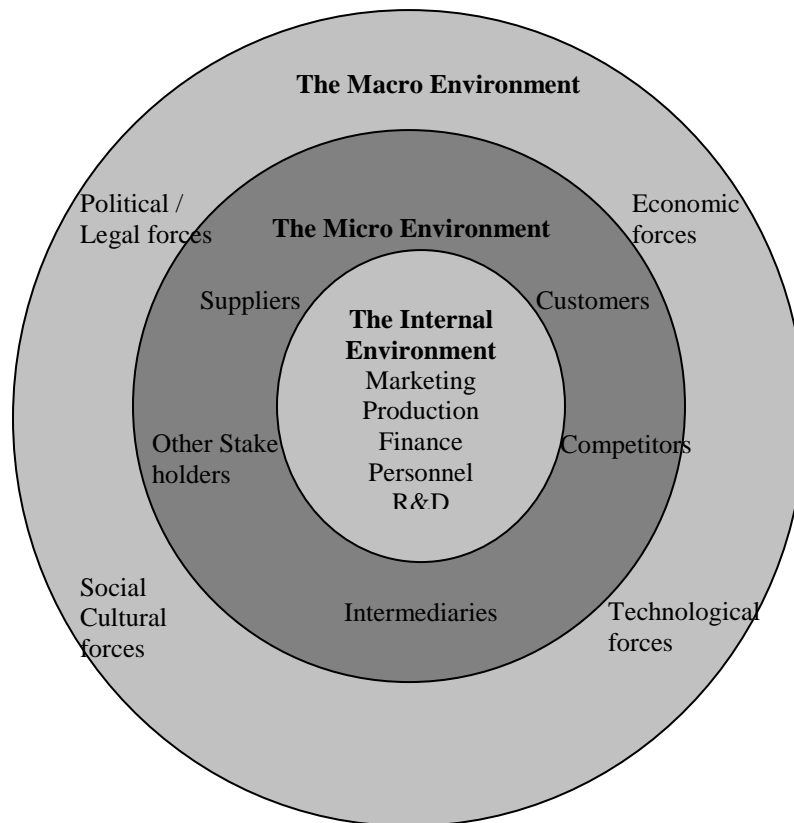 The Macro Environment
Political /
Legal forces
Economic
forces
The Micro Environment
Suppliers
Customers
The Internal
Environment
Marketing
Production
Finance
Personnel
R&D
Other Stake
holders
Competitors
Social
Cultural
forces
Intermediaries
Technological
forces